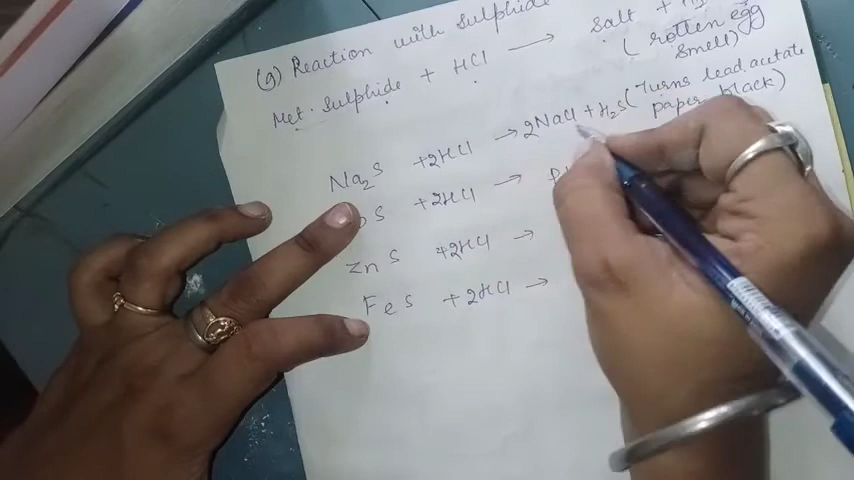 (g) Reaction with sulphide
Met. sulphide + HCl → salt +
(rotten egg
smell)
Na₂S +2HCl → 2NaCl + H₂S (Turns lead acetate
paper black)
S +2HCl →
ZnS +2HCl →
FeS +2HCl →